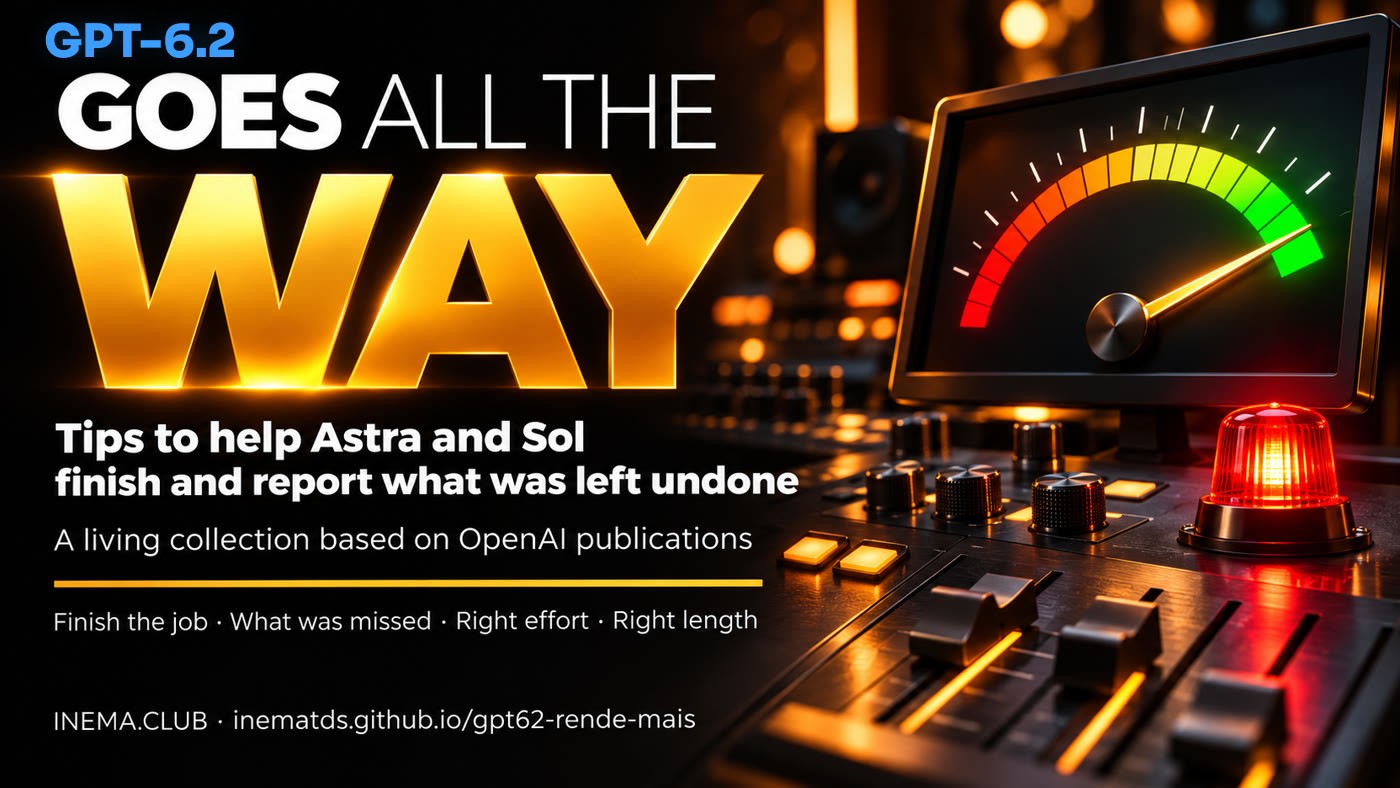 GPT-6.2
GOES ALL THE
WAY
Tips to help Astra and Sol
finish and report what was left undone
A living collection based on OpenAI publications
Finish the job · What was missed · Right effort · Right length
INEMA.CLUB · inematds.github.io/gpt62-rende-mais